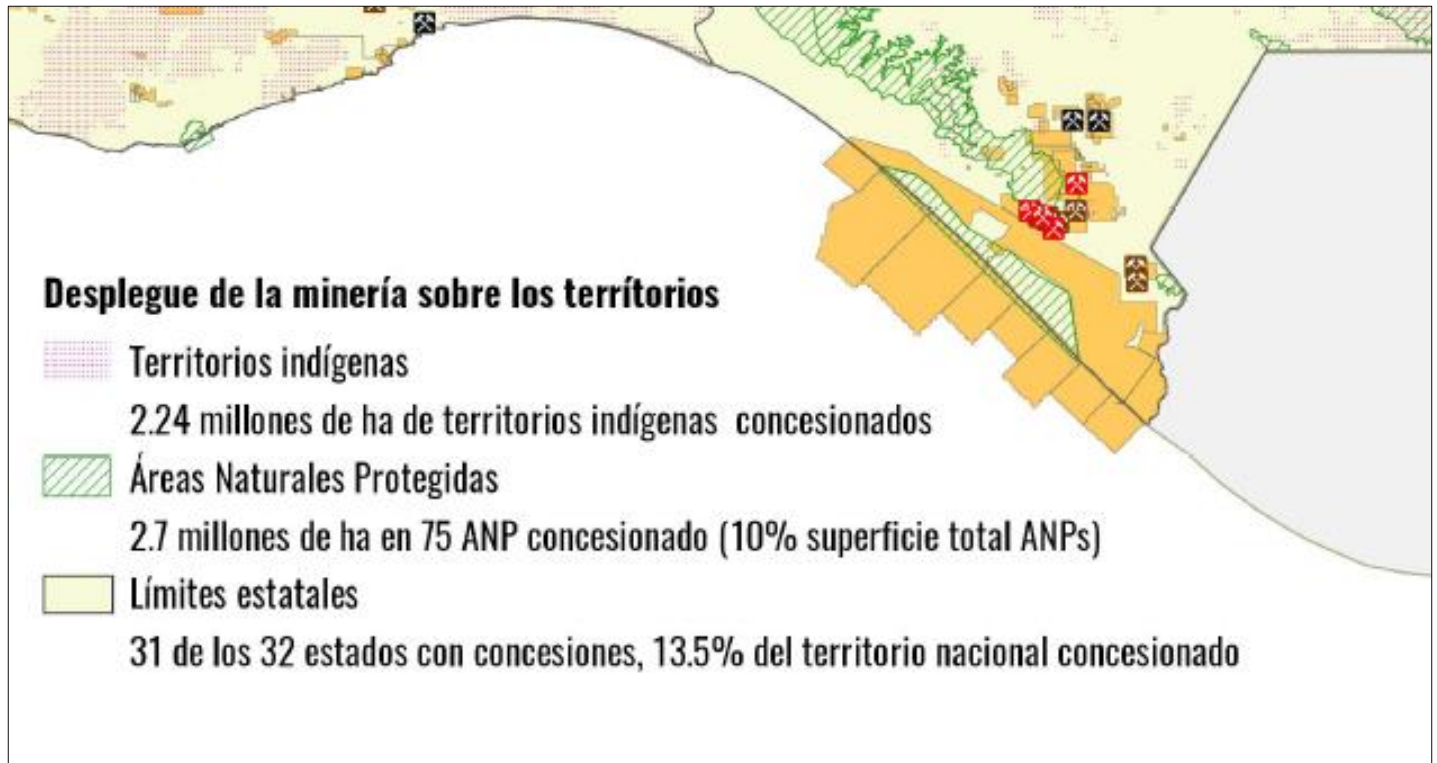 Desplegue de la minería sobre los terrítorios
Territorios indígenas
2.24 millones de ha de territorios indígenas concesionados
Áreas Naturales Protegidas
2.7 millones de ha en 75 ANP concesionado (10% superficie total ANPs)
Límites estatales
31 de los 32 estados con concesiones, 13.5% del territorio nacional concesionado